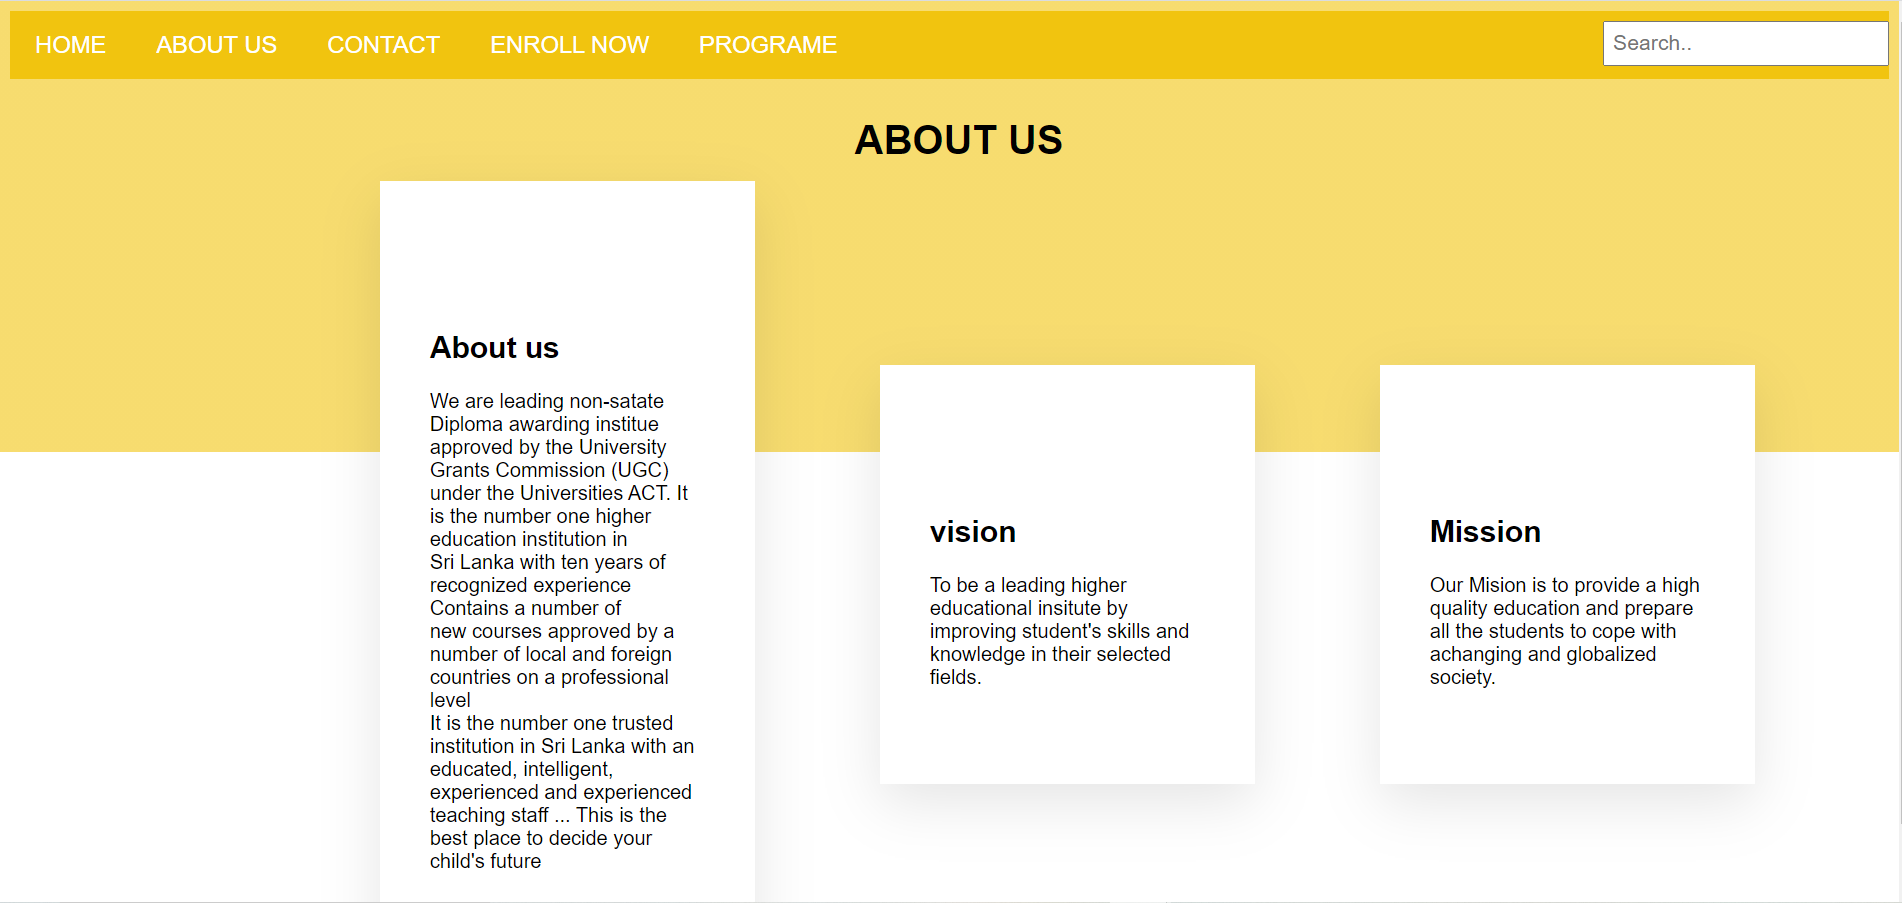 HOME ABOUT US CONTACT ENROLL NOW PROGRAME Search..
ABOUT US
About us
We are leading non-satate
Diploma awarding institue
approved by the University
Grants Commission (UGC)
under the Universities ACT. It
is the number one higher
education institution in
Sri Lanka with ten years of
recognized experience
Contains a number of
new courses approved by a
number of local and foreign
countries on a professional
level
It is the number one trusted
institution in Sri Lanka with an
educated, intelligent,
experienced and experienced
teaching staff ... This is the
best place to decide your
child's future
vision
To be a leading higher
educational insitute by
improving student's skills and
knowledge in their selected
fields.
Mission
Our Mision is to provide a high
quality education and prepare
all the students to cope with
achanging and globalized
society.